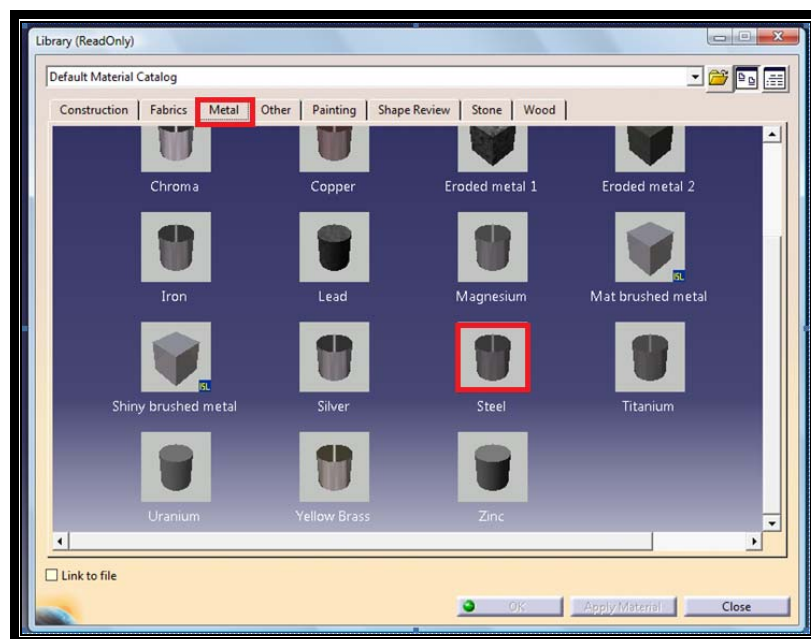 Library (ReadOnly)
Default Material Catalog
Construction Fabrics Metal Other Painting Shape Review Stone Wood
Chroma Copper Eroded metal 1 Eroded metal 2
Iron Lead Magnesium Mat brushed metal
ISL
Shiny brushed metal Silver Steel Titanium
ISL
Uranium Yellow Brass Zinc
Link to file
OK Apply Material Close